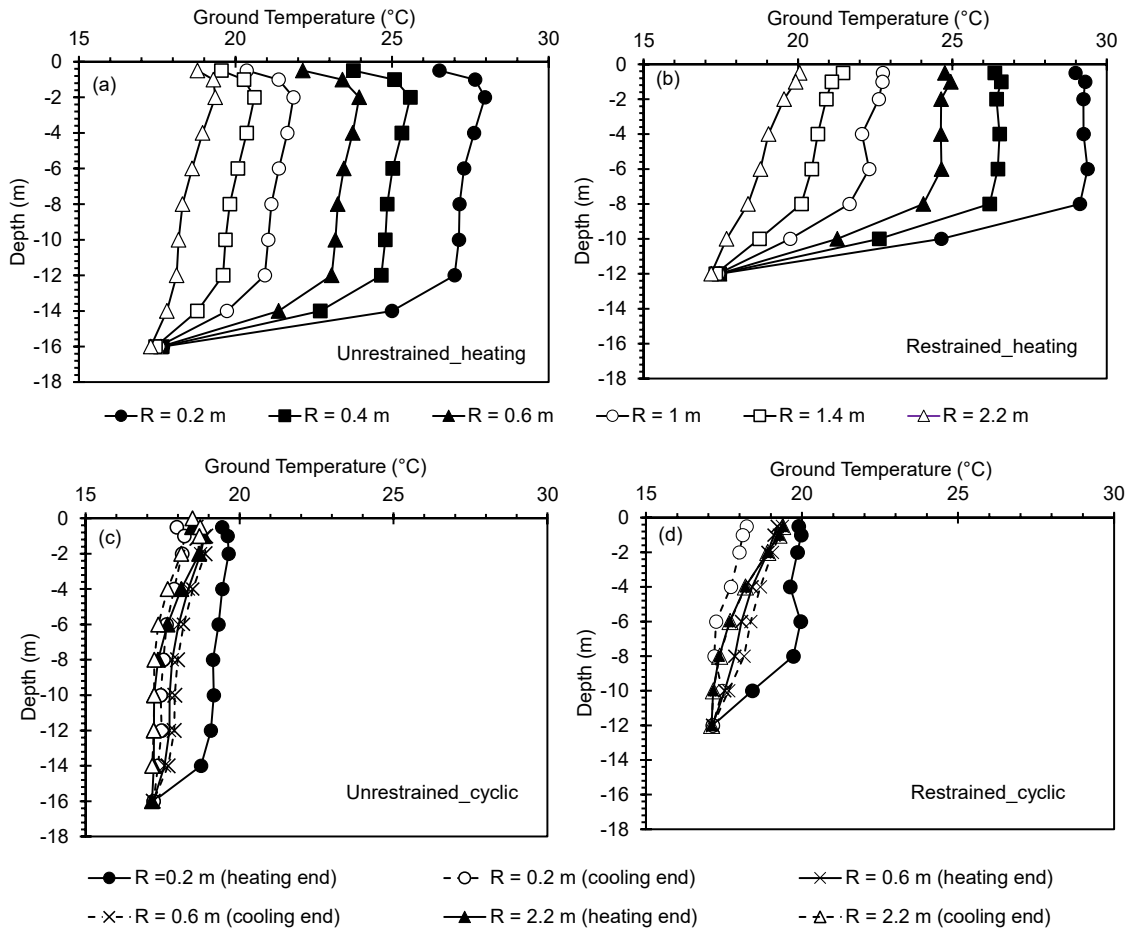 Ground Temperature (°C)
15 20 25 30
0
-2
-4
-6
-8
-10
-12
-14
-16
-18
Depth (m)
(a)
Unrestrained_heating
Ground Temperature (°C)
15 20 25 30
0
-2
-4
-6
-8
-10
-12
-14
-16
-18
Depth (m)
(b)
Restrained_heating
R = 0.2 m R = 0.4 m R = 0.6 m R = 1 m R = 1.4 m R = 2.2 m
Ground Temperature (°C)
15 20 25 30
0
-2
-4
-6
-8
-10
-12
-14
-16
-18
Depth (m)
(c)
Unrestrained_cyclic
Ground Temperature (°C)
15 20 25 30
0
-2
-4
-6
-8
-10
-12
-14
-16
-18
Depth (m)
(d)
Restrained_cyclic
R =0.2 m (heating end) R = 0.2 m (cooling end) R = 0.6 m (heating end)
R = 0.6 m (cooling end) R = 2.2 m (heating end) R = 2.2 m (cooling end)